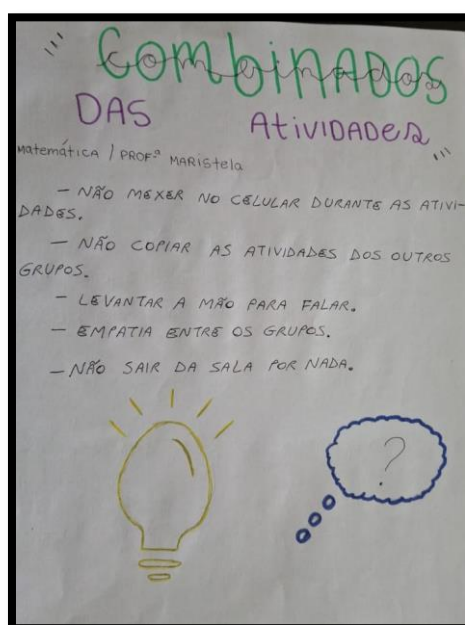 COMBINADOS
DAS ATIVIDADES
Matemática / PROFª MARISTELA
- NÃO MEXER NO CELULAR DURANTE AS ATIVI-
DADES.
- NÃO COPIAR AS ATIVIDADES DOS OUTROS
GRUPOS.
- LEVANTAR A MÃO PARA FALAR.
- EMPATIA ENTRE OS GRUPOS.
- NÃO SAIR DA SALA POR NADA.
?